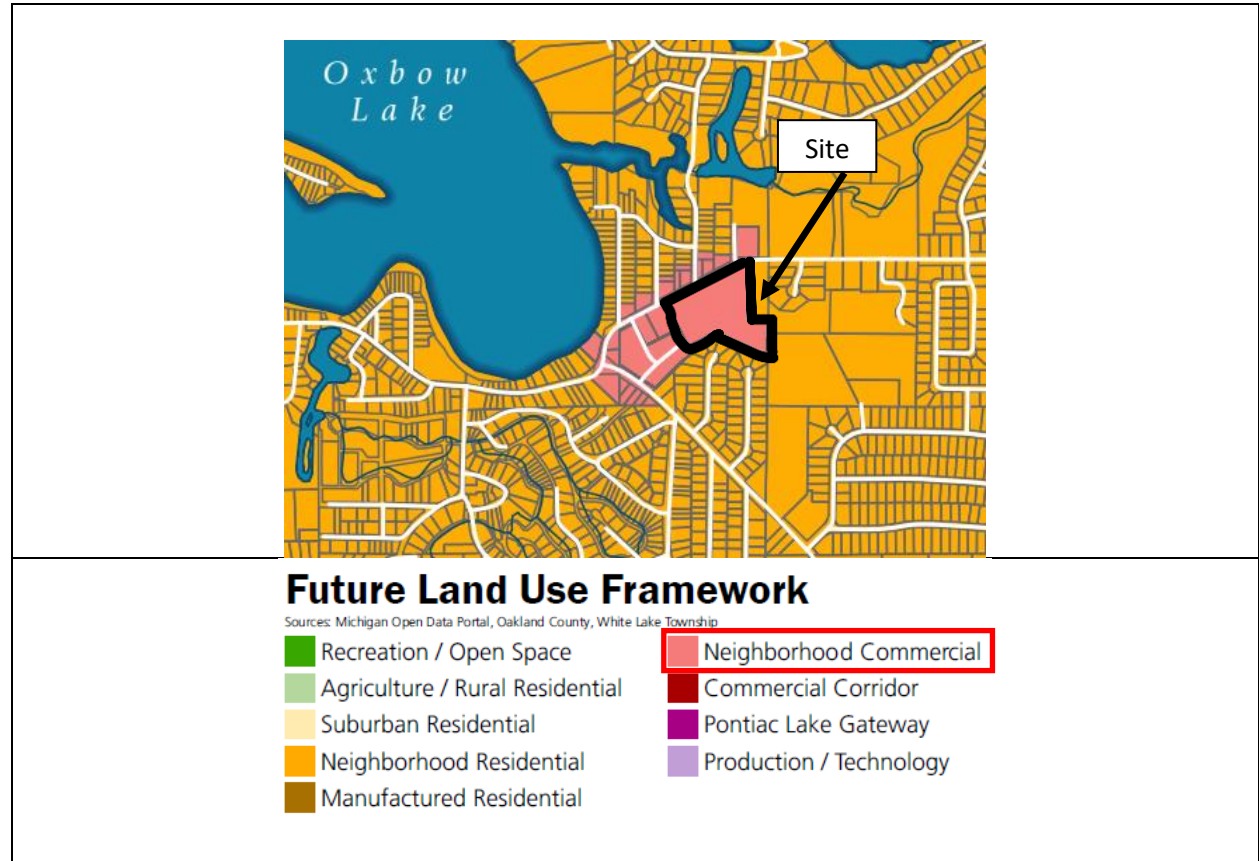 Oxbow
Lake
Site
Future Land Use Framework
Sources: Michigan Open Data Portal, Oakland County, White Lake Township
Recreation / Open Space
Agriculture / Rural Residential
Suburban Residential
Neighborhood Residential
Manufactured Residential
Neighborhood Commercial
Commercial Corridor
Pontiac Lake Gateway
Production / Technology